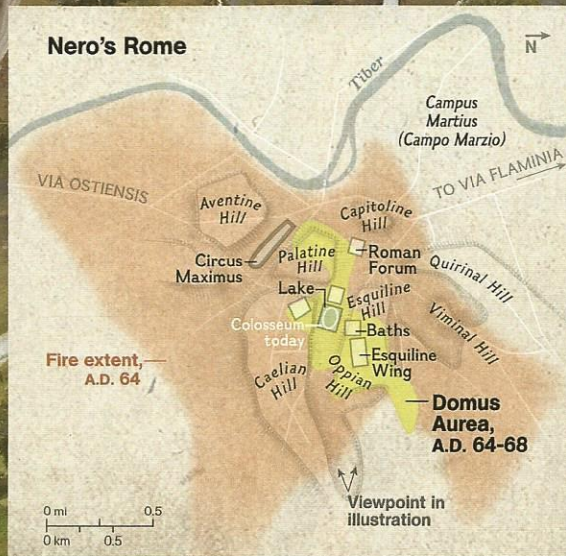 Nero's Rome
N
Tiber
Campus
Martius
(Campo Marzio)
VIA OSTIENSIS
TO VIA FLAMINIA
Aventine
Hill
Capitoline
Hill
Circus
Maximus
Palatine
Hill
Roman
Forum
Quirinal Hill
Lake
Esquiline
Hill
Viminal Hill
Colosseum
today
Baths
Esquiline
Wing
Fire extent,
A.D. 64
Caelian
Hill
Oppian
Hill
Domus
Aurea,
A.D. 64-68
0 mi 0.5
0 km 0.5
Viewpoint in
illustration